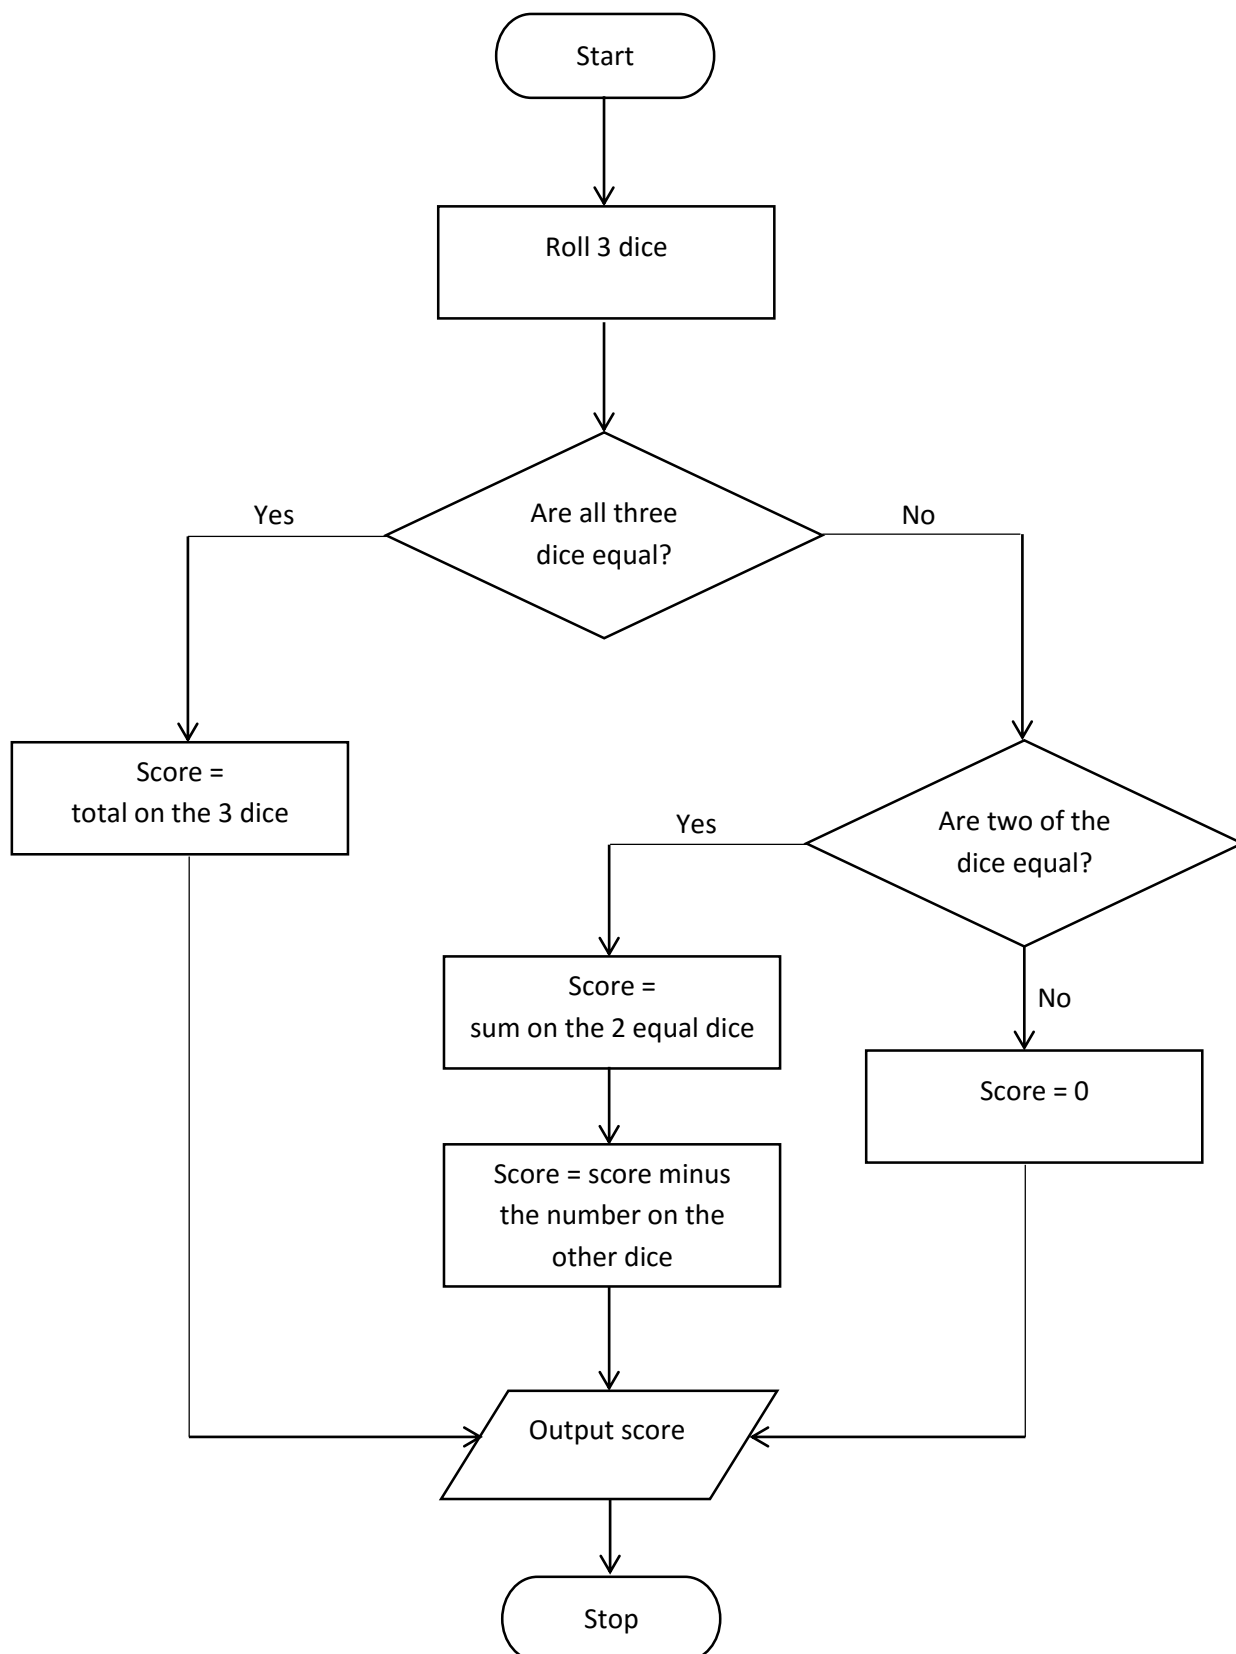 Start
Roll 3 dice
Are all three
dice equal?
Yes
No
Score =
total on the 3 dice
Are two of the
dice equal?
Yes
No
Score =
sum on the 2 equal dice
Score = 0
Score = score minus
the number on the
other dice
Output score
Stop